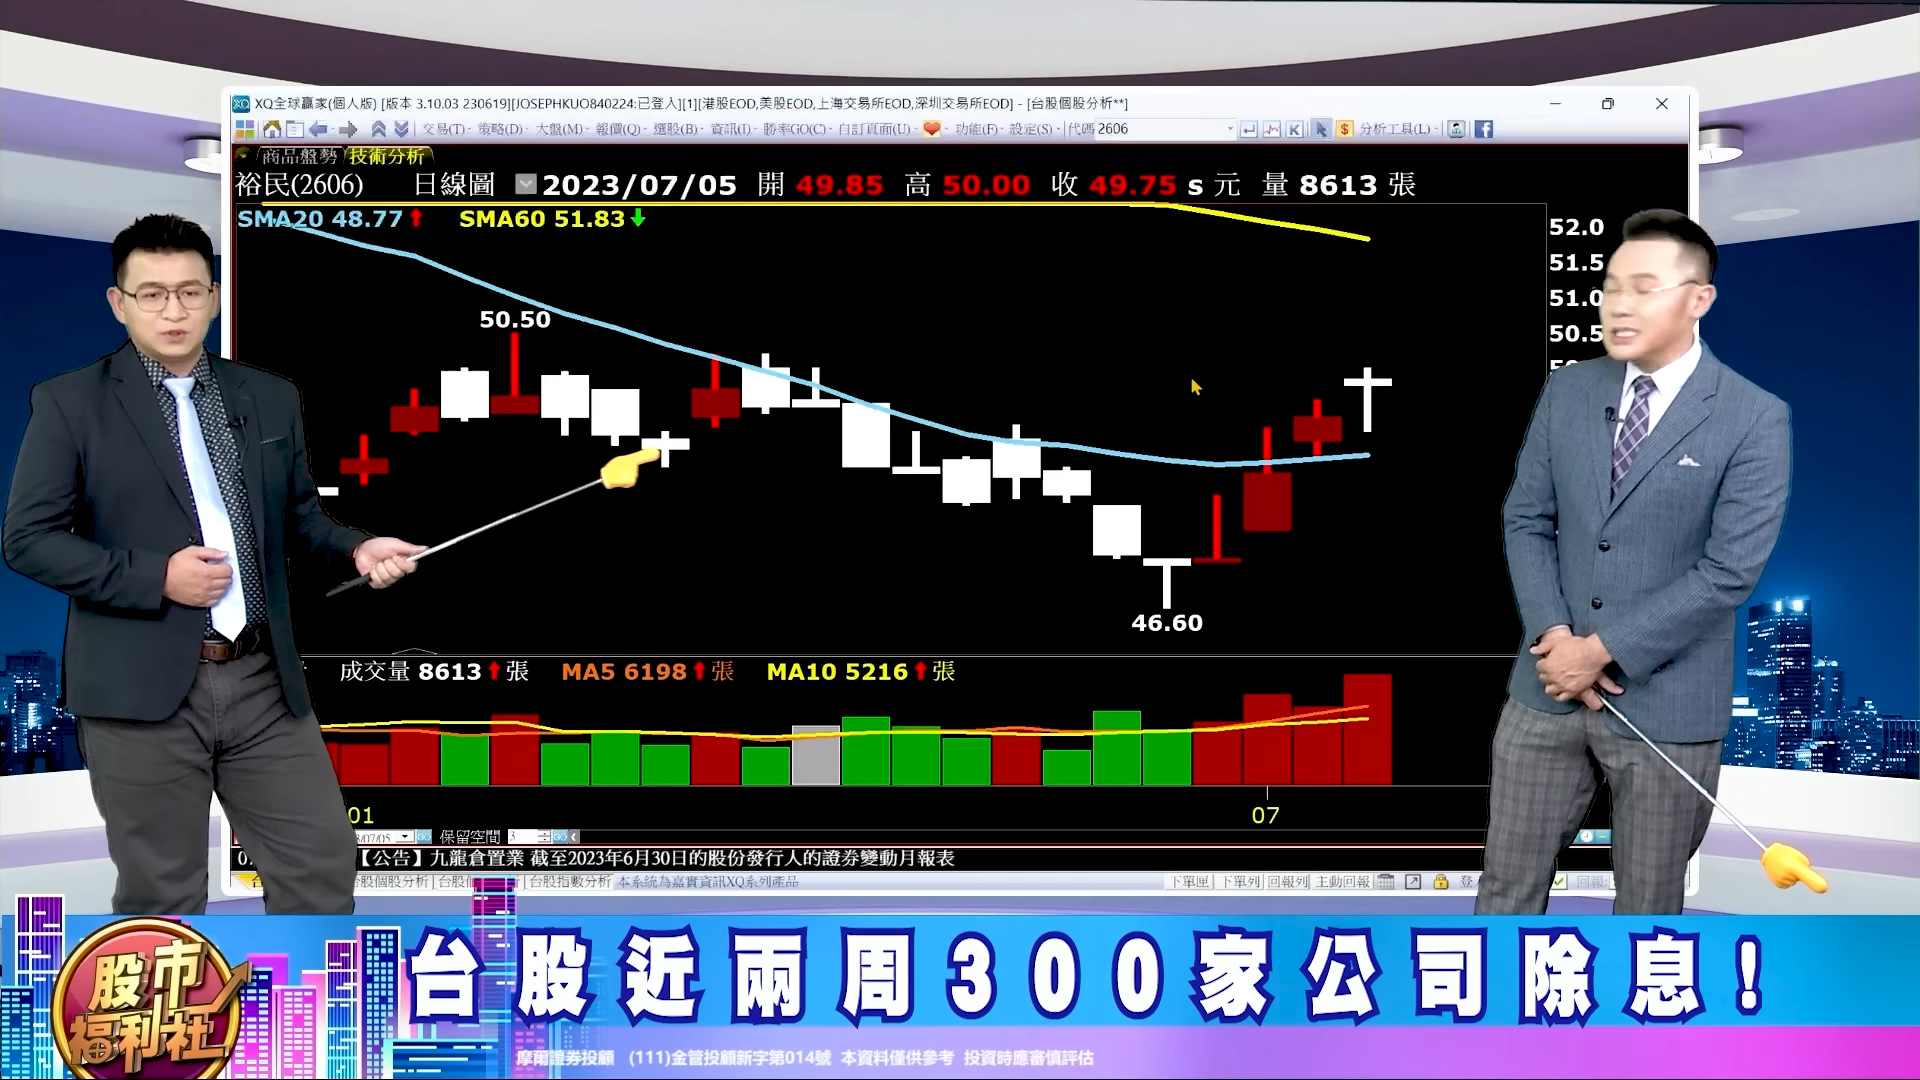 XQ全球贏家(個人版) [版本 3.10.03 230619][JOSEPHKUO840224:已登入][1][港股EOD,美股EOD,上海交易所EOD,深圳交易所EOD] - [台股個股分析**]
交易(T)- 策略(D)- 大盤(M)- 報價(Q)- 選股(B)- 資訊(I)- 勝率GO(C)- 自訂頁面(U)- 功能(F)- 設定(S)- 代碼 2606 分析工具(L)-
商品盤勢 技術分析
裕民(2606) 日線圖 2023/07/05 開 49.85 高 50.00 收 49.75 s 元 量 8613 張
SMA20 48.77 SMA60 51.83
52.0
51.5
51.0
50.5
50.50
46.60
成交量 8613 張 MA5 6198 張 MA10 5216 張
01 07
保留空間 3
【公告】九龍倉置業 截至2023年6月30日的股份發行人的證券變動月報表
台股個股分析 台股指數分析 本系統為嘉實資訊XQ系列產品 下單匣 下單列 回報列 主動回報
台股近兩周300家公司除息！
股市
福利社
摩爾證券投顧 (111)金管投顧新字第014號 本資料僅供參考 投資時應審慎評估